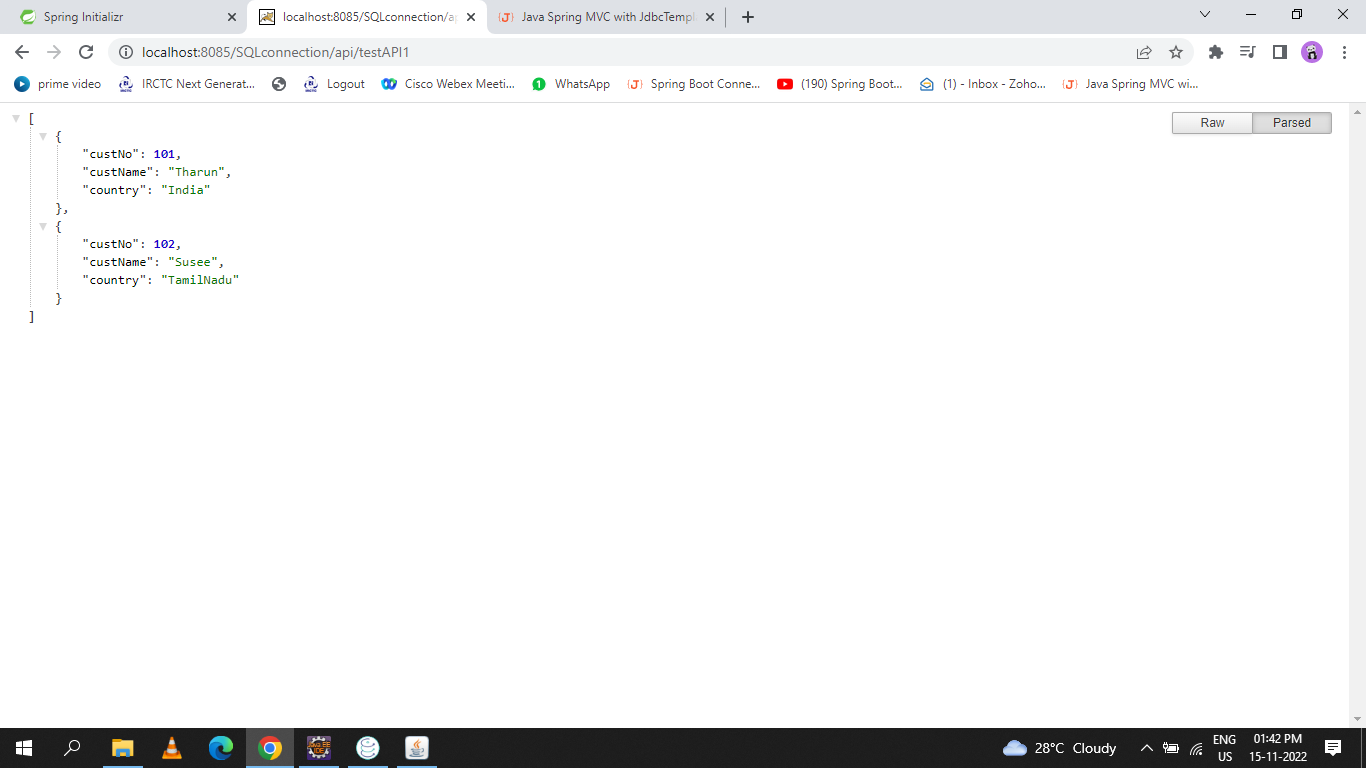 Spring Initializr
localhost:8085/SQLconnection/ap
Java Spring MVC with JdbcTempl
localhost:8085/SQLconnection/api/testAPI1
prime video
IRCTC Next Generat...
Logout
Cisco Webex Meeti...
1
WhatsApp
{J}
Spring Boot Conne...
(190) Spring Boot...
(1) - Inbox - Zoho...
{J}
Java Spring MVC wi...
Raw
Parsed
[
{
"custNo": 101,
"custName": "Tharun",
"country": "India"
},
{
"custNo": 102,
"custName": "Susee",
"country": "TamilNadu"
}
]
28°C Cloudy
ENG
US
01:42 PM
15-11-2022